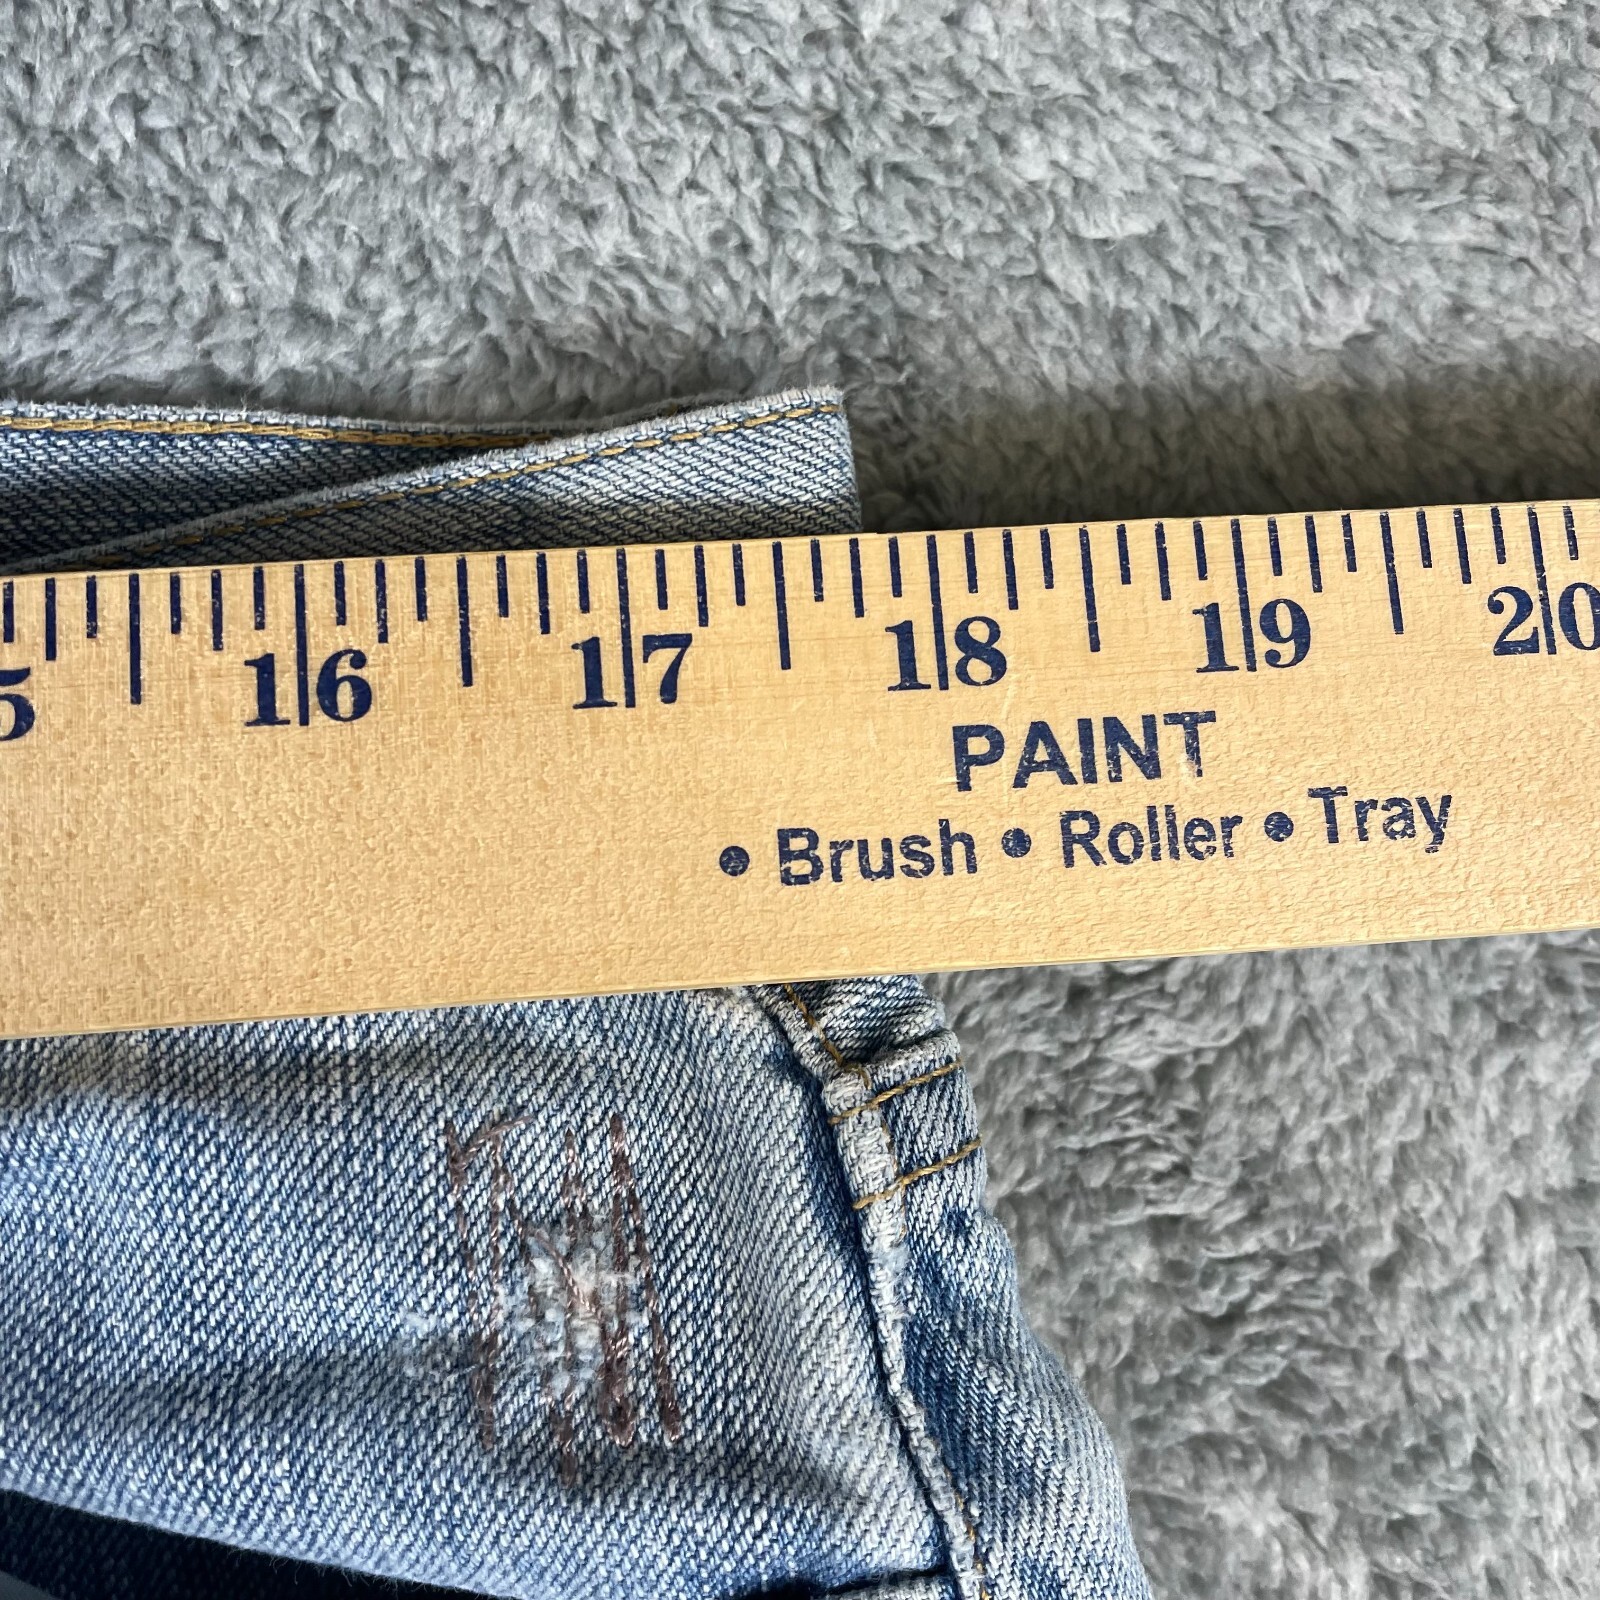 5 16 17 18 19 20
PAINT
• Brush • Roller • Tray